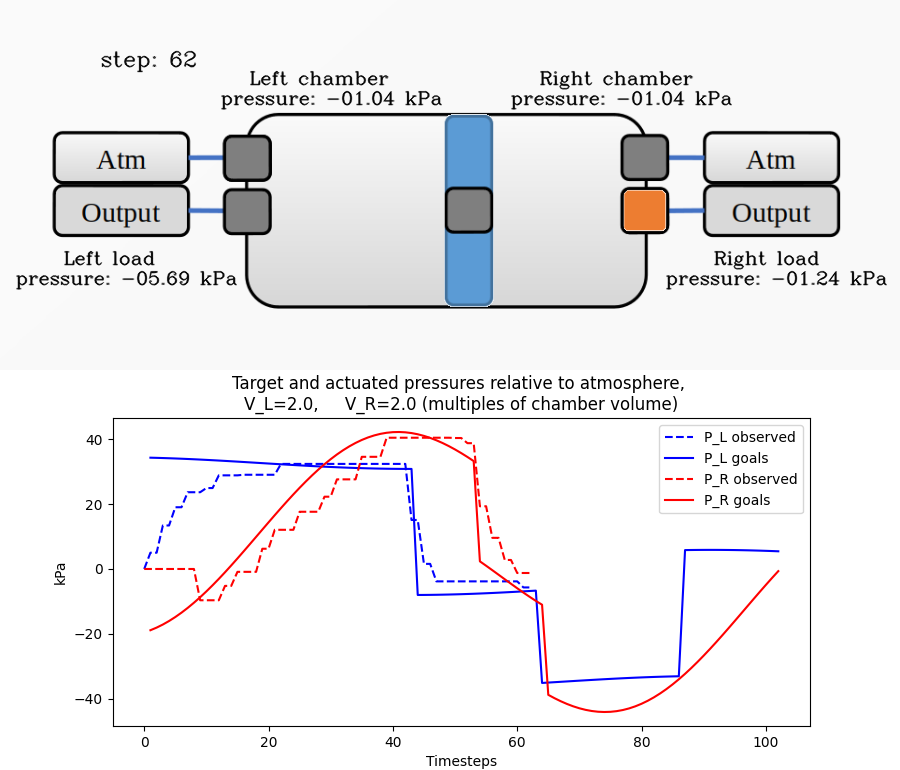 step: 62
Left chamber
pressure: -01.04 kPa
Right chamber
pressure: -01.04 kPa
Atm
Output
Atm
Output
Left load
pressure: -05.69 kPa
Right load
pressure: -01.24 kPa
Target and actuated pressures relative to atmosphere,
V_L=2.0, V_R=2.0 (multiples of chamber volume)
P_L observed
P_L goals
P_R observed
P_R goals
40
20
0
−20
−40
kPa
0 20 40 60 80 100
Timesteps